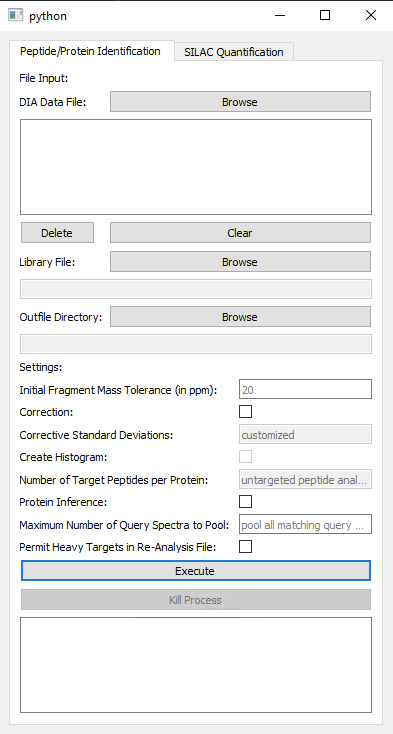 python
Peptide/Protein Identification SILAC Quantification
File Input:
DIA Data File: Browse
Delete Clear
Library File: Browse
Outfile Directory: Browse
Settings:
Initial Fragment Mass Tolerance (in ppm): 20
Correction:
Corrective Standard Deviations: customized
Create Histogram:
Number of Target Peptides per Protein: untargeted peptide anal...
Protein Inference:
Maximum Number of Query Spectra to Pool: pool all matching query ...
Permit Heavy Targets in Re-Analysis File:
Execute
Kill Process